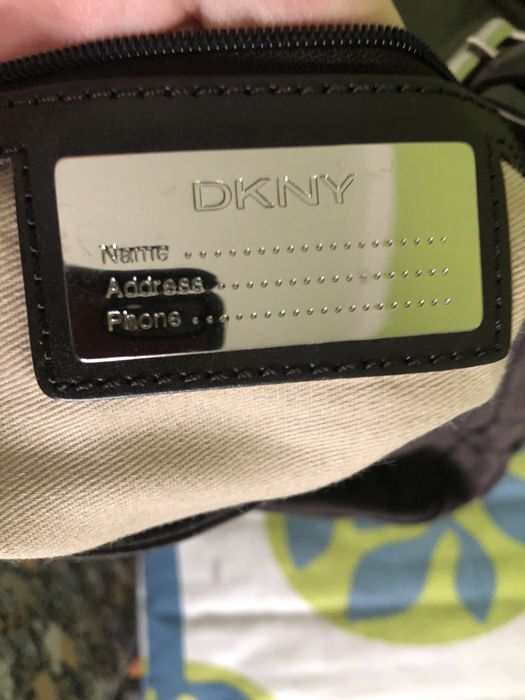 DKNY
Name ........................
Address ......................
Phone ........................